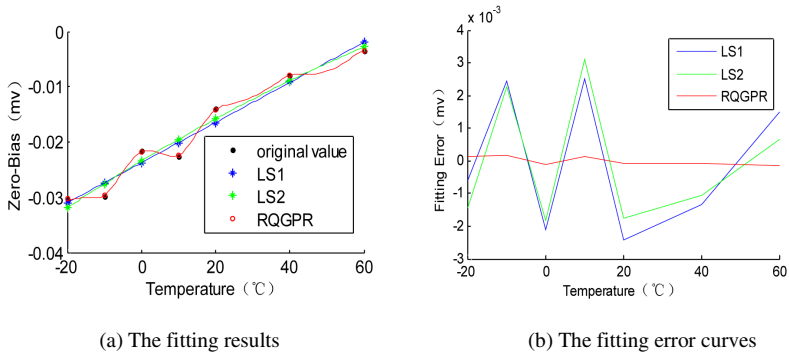 0
-0.01
-0.02
-0.03
-0.04
-20
0
20
40
60
Zero-Bias（mv）
Temperature（℃）
original value
LS1
LS2
RQGPR
x 10⁻³
4
3
2
1
0
-1
-2
-3
-20
0
20
40
60
Fitting Error（mv）
Temperature（℃）
LS1
LS2
RQGPR
(a) The fitting results
(b) The fitting error curves